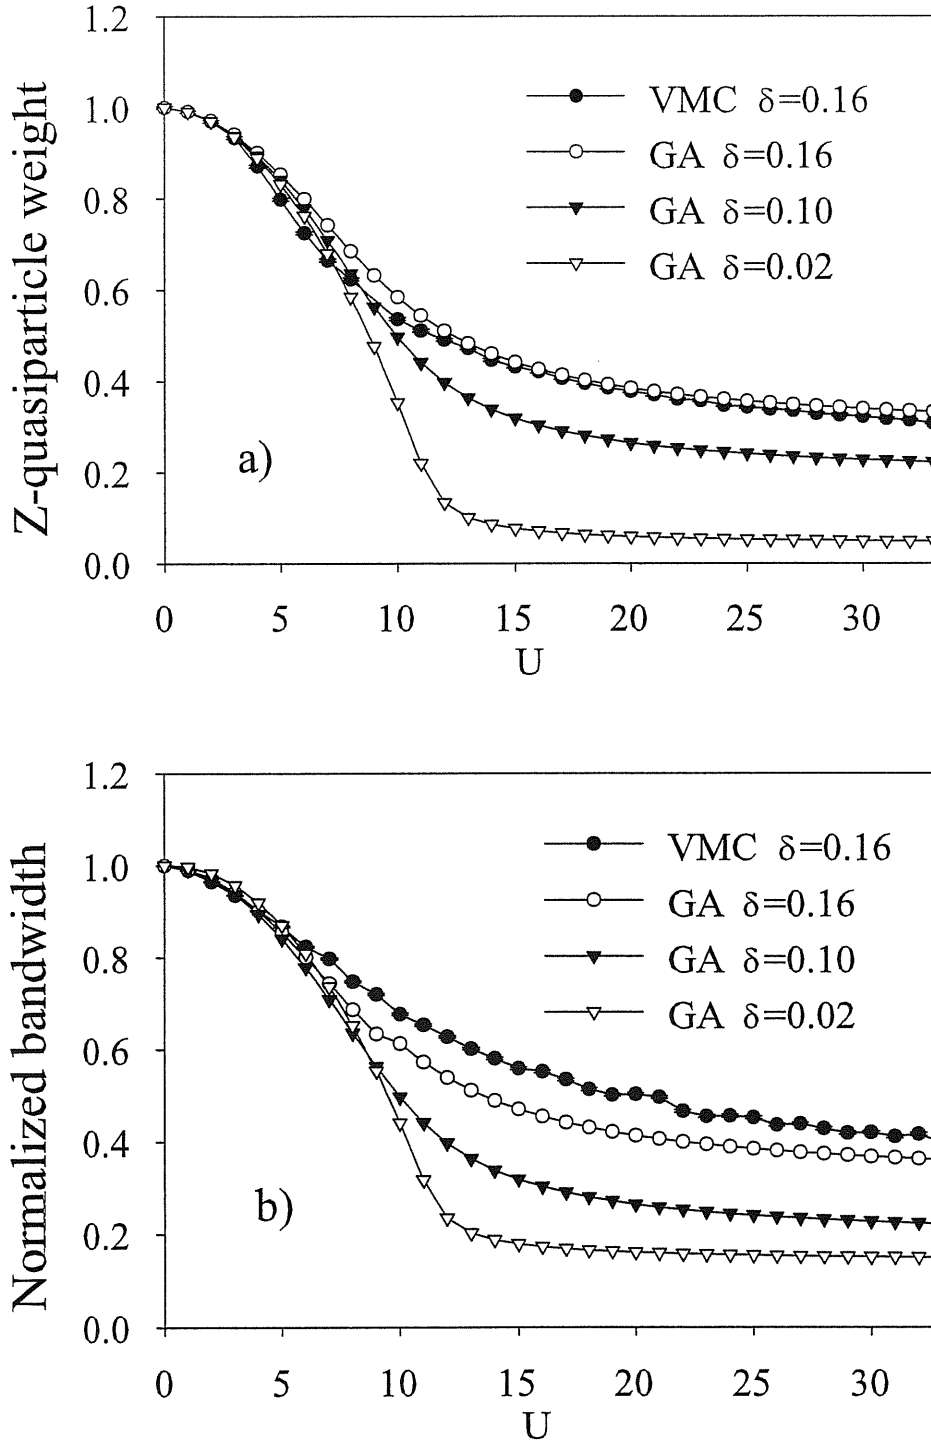 1.2
1.0
0.8
0.6
0.4
0.2
0.0
Z-quasiparticle weight
VMC δ=0.16
GA δ=0.16
GA δ=0.10
GA δ=0.02
a)
0 5 10 15 20 25 30
U
1.2
1.0
0.8
0.6
0.4
0.2
0.0
Normalized bandwidth
VMC δ=0.16
GA δ=0.16
GA δ=0.10
GA δ=0.02
b)
0 5 10 15 20 25 30
U